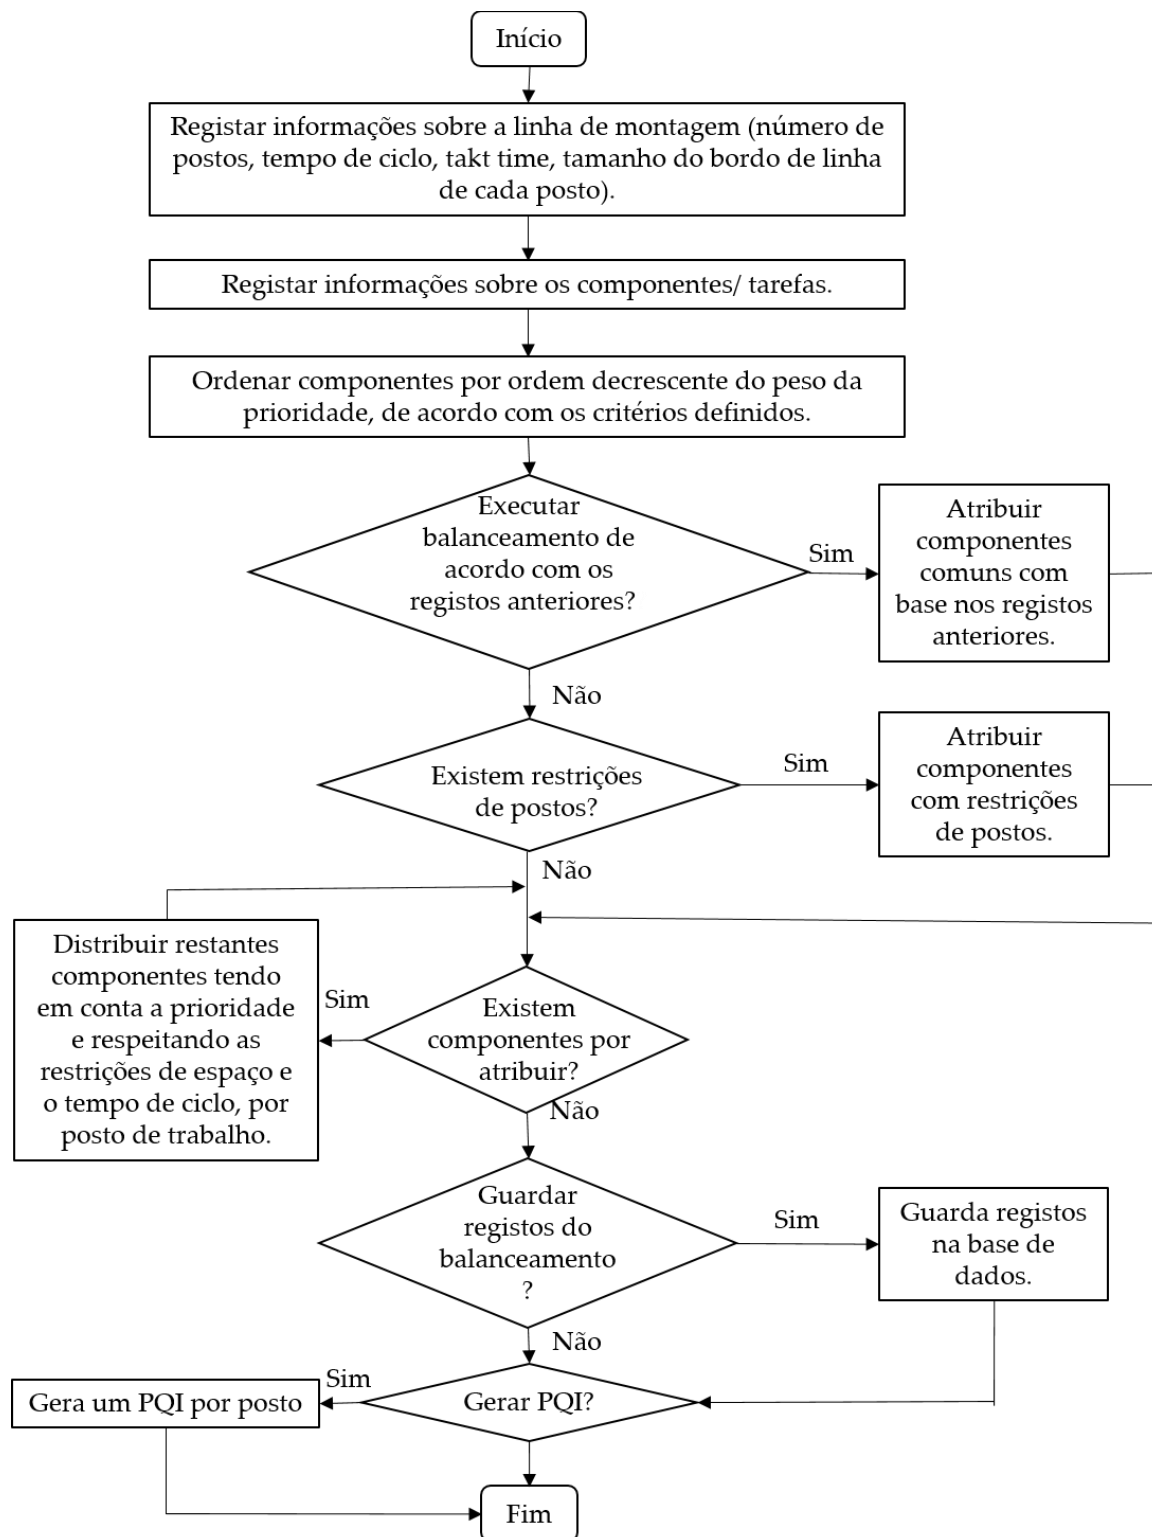 Início
Registar informações sobre a linha de montagem (número de
postos, tempo de ciclo, takt time, tamanho do bordo de linha
de cada posto).
Registar informações sobre os componentes/ tarefas.
Ordenar componentes por ordem decrescente do peso da
prioridade, de acordo com os critérios definidos.
Executar
balanceamento de
acordo com os
registos anteriores?
Sim
Atribuir
componentes
comuns com
base nos registos
anteriores.
Não
Existem restrições
de postos?
Sim
Atribuir
componentes
com restrições
de postos.
Não
Distribuir restantes
componentes tendo
em conta a prioridade
e respeitando as
restrições de espaço e
o tempo de ciclo, por
posto de trabalho.
Sim
Existem
componentes por
atribuir?
Não
Guardar
registos do
balanceamento
?
Sim
Guarda registos
na base de
dados.
Não
Gera um PQI por posto
Sim
Gerar PQI?
Fim